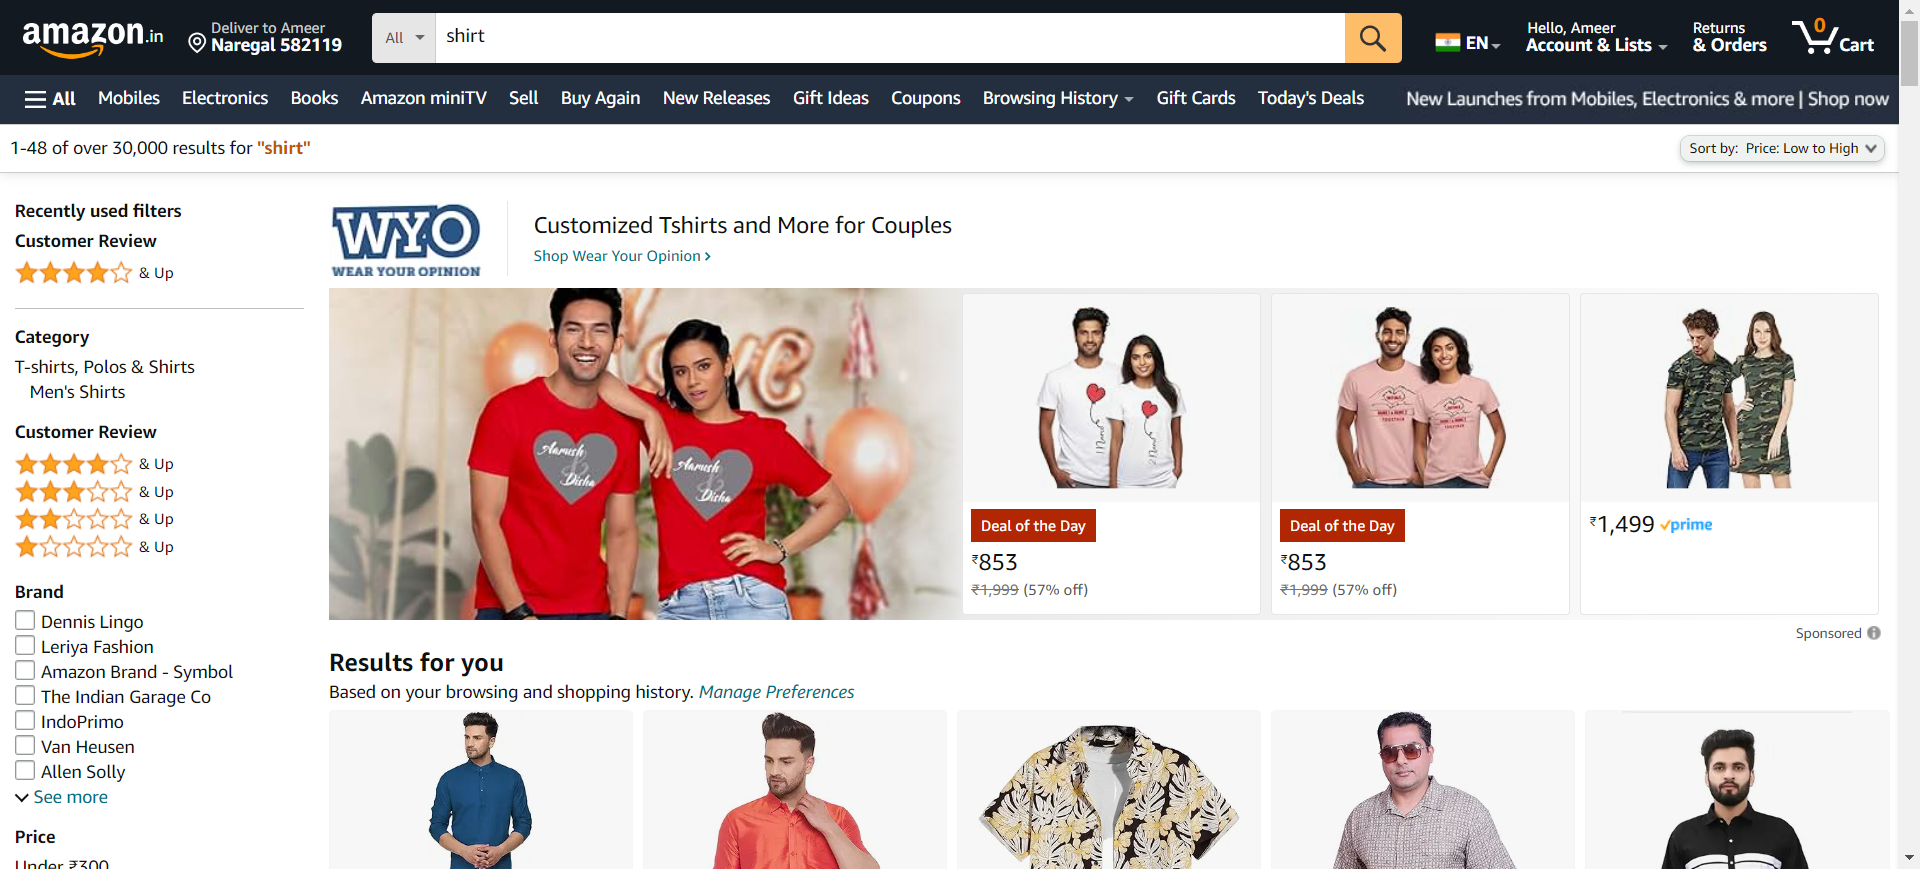 amazon.in
Deliver to Ameer
Naregal 582119
All
shirt
EN
Hello, Ameer
Account & Lists
Returns
& Orders
0
Cart
All
Mobiles
Electronics
Books
Amazon miniTV
Sell
Buy Again
New Releases
Gift Ideas
Coupons
Browsing History
Gift Cards
Today's Deals
New Launches from Mobiles, Electronics & more | Shop now
1-48 of over 30,000 results for "shirt"
Sort by: Price: Low to High
Recently used filters
Customer Review
& Up
Category
T-shirts, Polos & Shirts
Men's Shirts
Customer Review
& Up
& Up
& Up
& Up
Brand
Dennis Lingo
Leriya Fashion
Amazon Brand - Symbol
The Indian Garage Co
IndoPrimo
Van Heusen
Allen Solly
See more
Price
Under ₹300
WYO
WEAR YOUR OPINION
Customized Tshirts and More for Couples
Shop Wear Your Opinion ›
love
Aarush
&
Disha
Aarush
&
Disha
Deal of the Day
₹853
₹1,999 (57% off)
Deal of the Day
₹853
₹1,999 (57% off)
TOGETHER
TOGETHER
₹1,499 prime
Sponsored
Results for you
Based on your browsing and shopping history. Manage Preferences